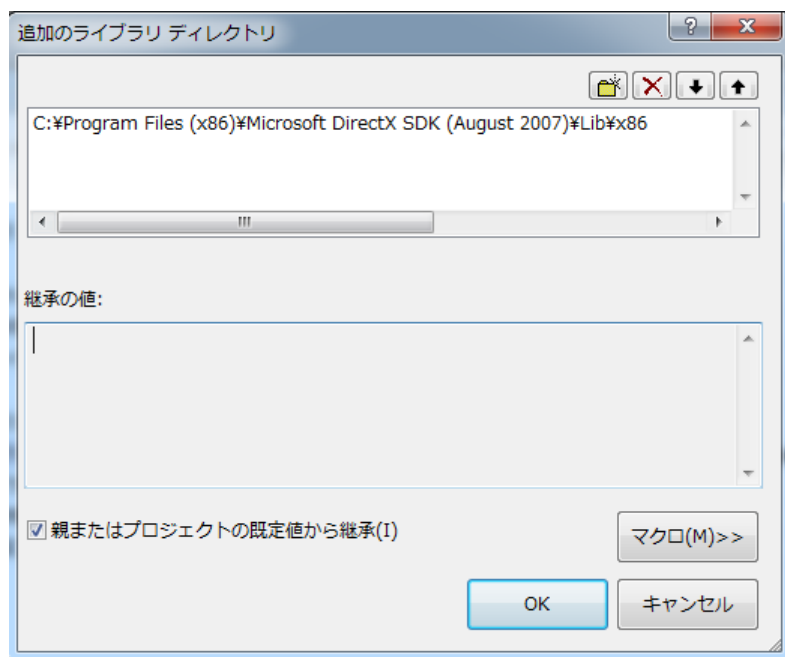 追加のライブラリ ディレクトリ
C:¥Program Files (x86)¥Microsoft DirectX SDK (August 2007)¥Lib¥x86
継承の値:
親またはプロジェクトの既定値から継承(I)
マクロ(M)>>
OK
キャンセル